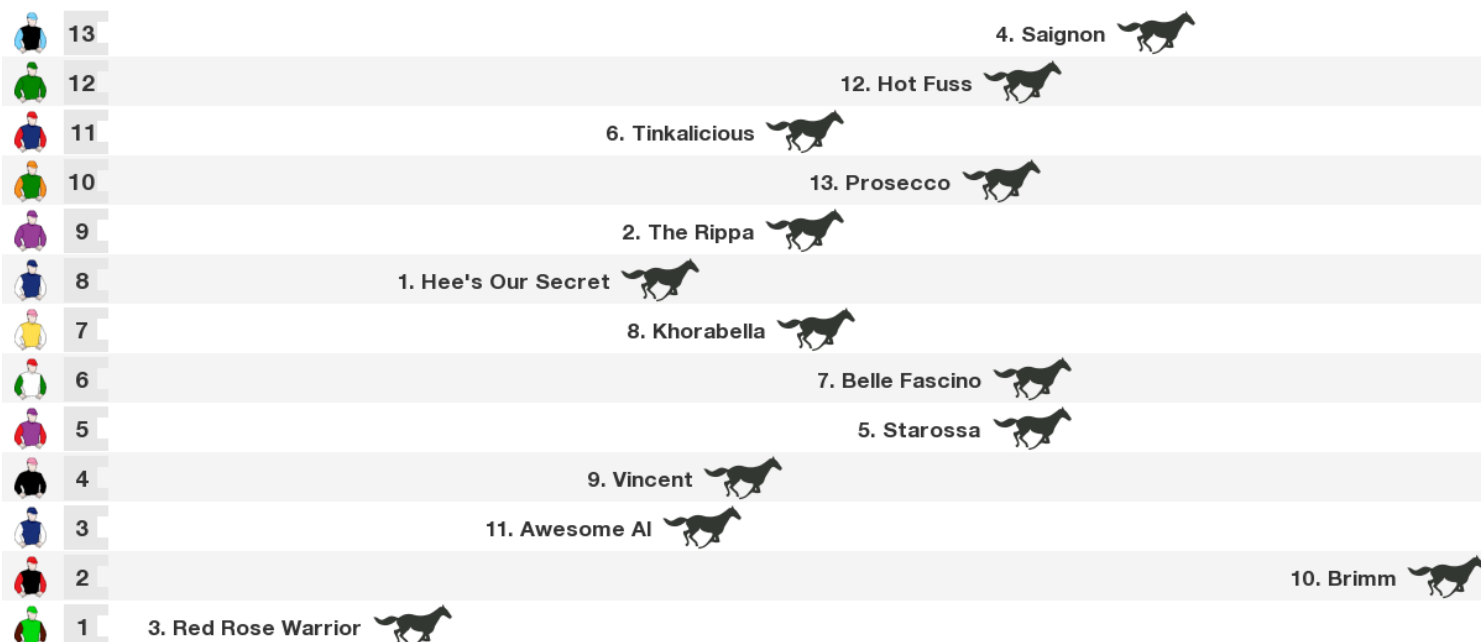 13 4. Saignon
12 12. Hot Fuss
11 6. Tinkalicious
10 13. Prosecco
9 2. The Rippa
8 1. Hee's Our Secret
7 8. Khorabella
6 7. Belle Fascino
5 5. Starossa
4 9. Vincent
3 11. Awesome Al
2 10. Brimm
1 3. Red Rose Warrior